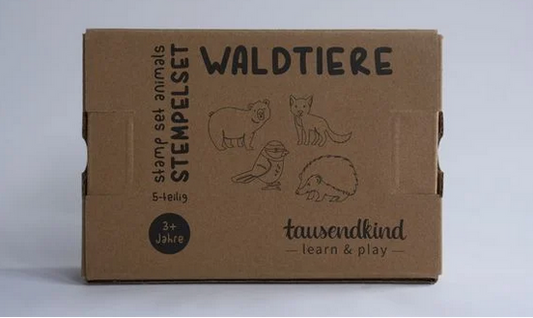 WALDTIERE
stamp set animals
STEMPELSET
5-teilig
3+
Jahre
tausendkind
— learn & play —